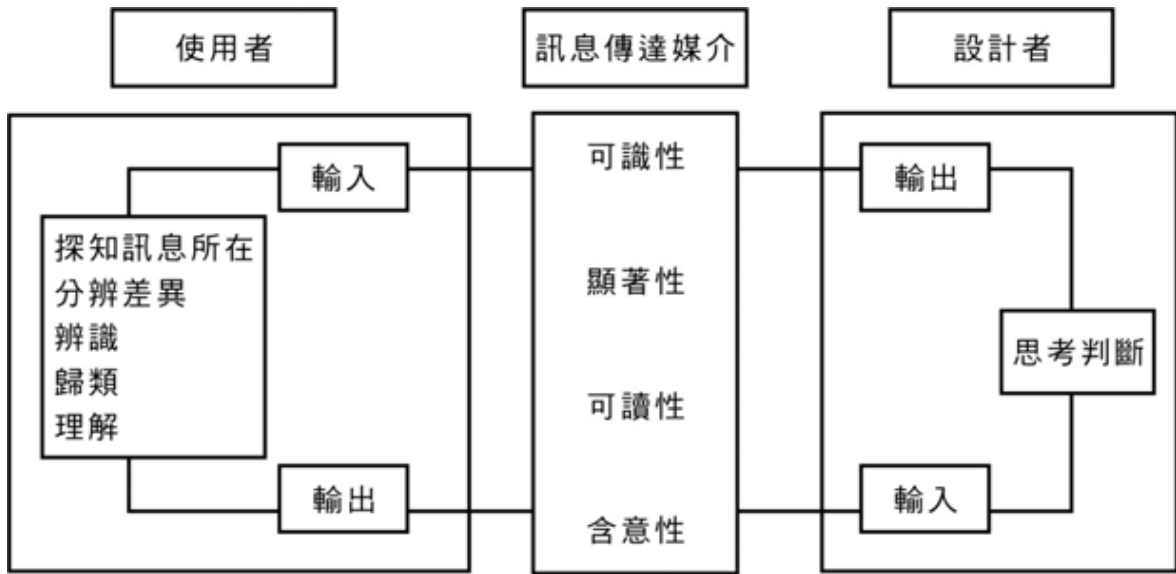 使用者
訊息傳達媒介
設計者
輸入
探知訊息所在
分辨差異
辨識
歸類
理解
輸出
可識性
顯著性
可讀性
含意性
輸出
思考判斷
輸入